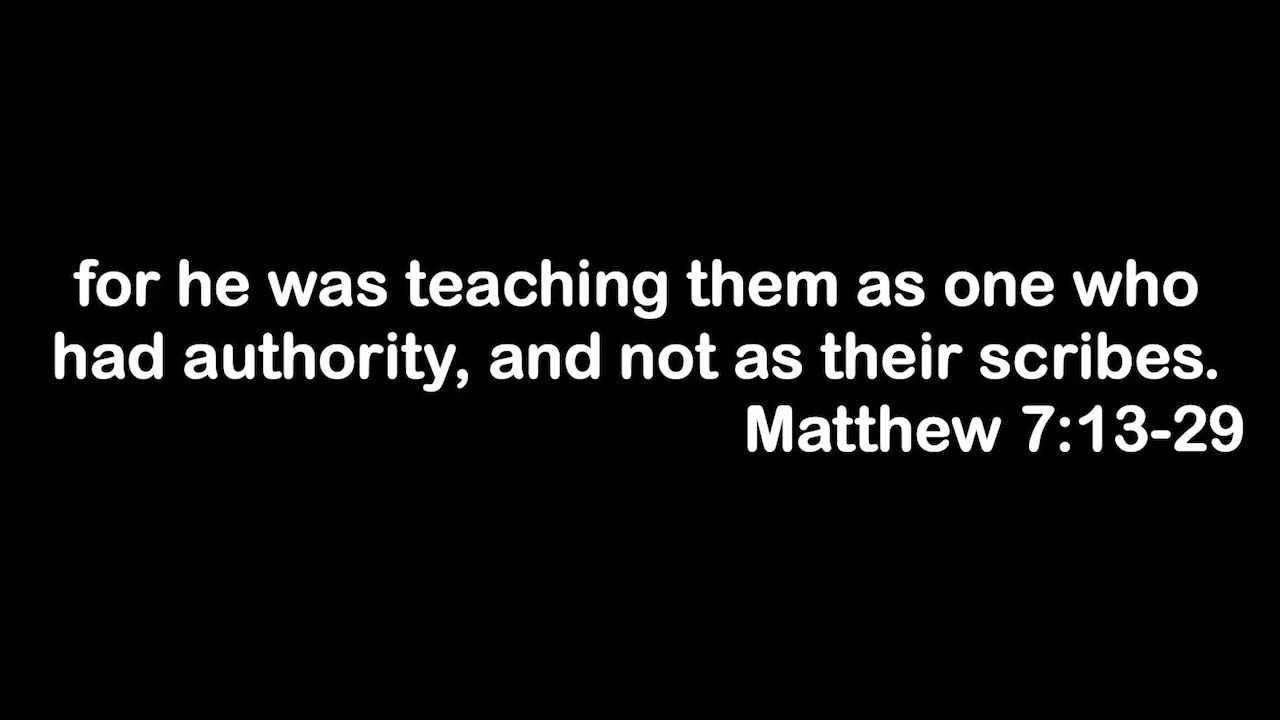 for he was teaching them as one who
had authority, and not as their scribes.
Matthew 7:13-29